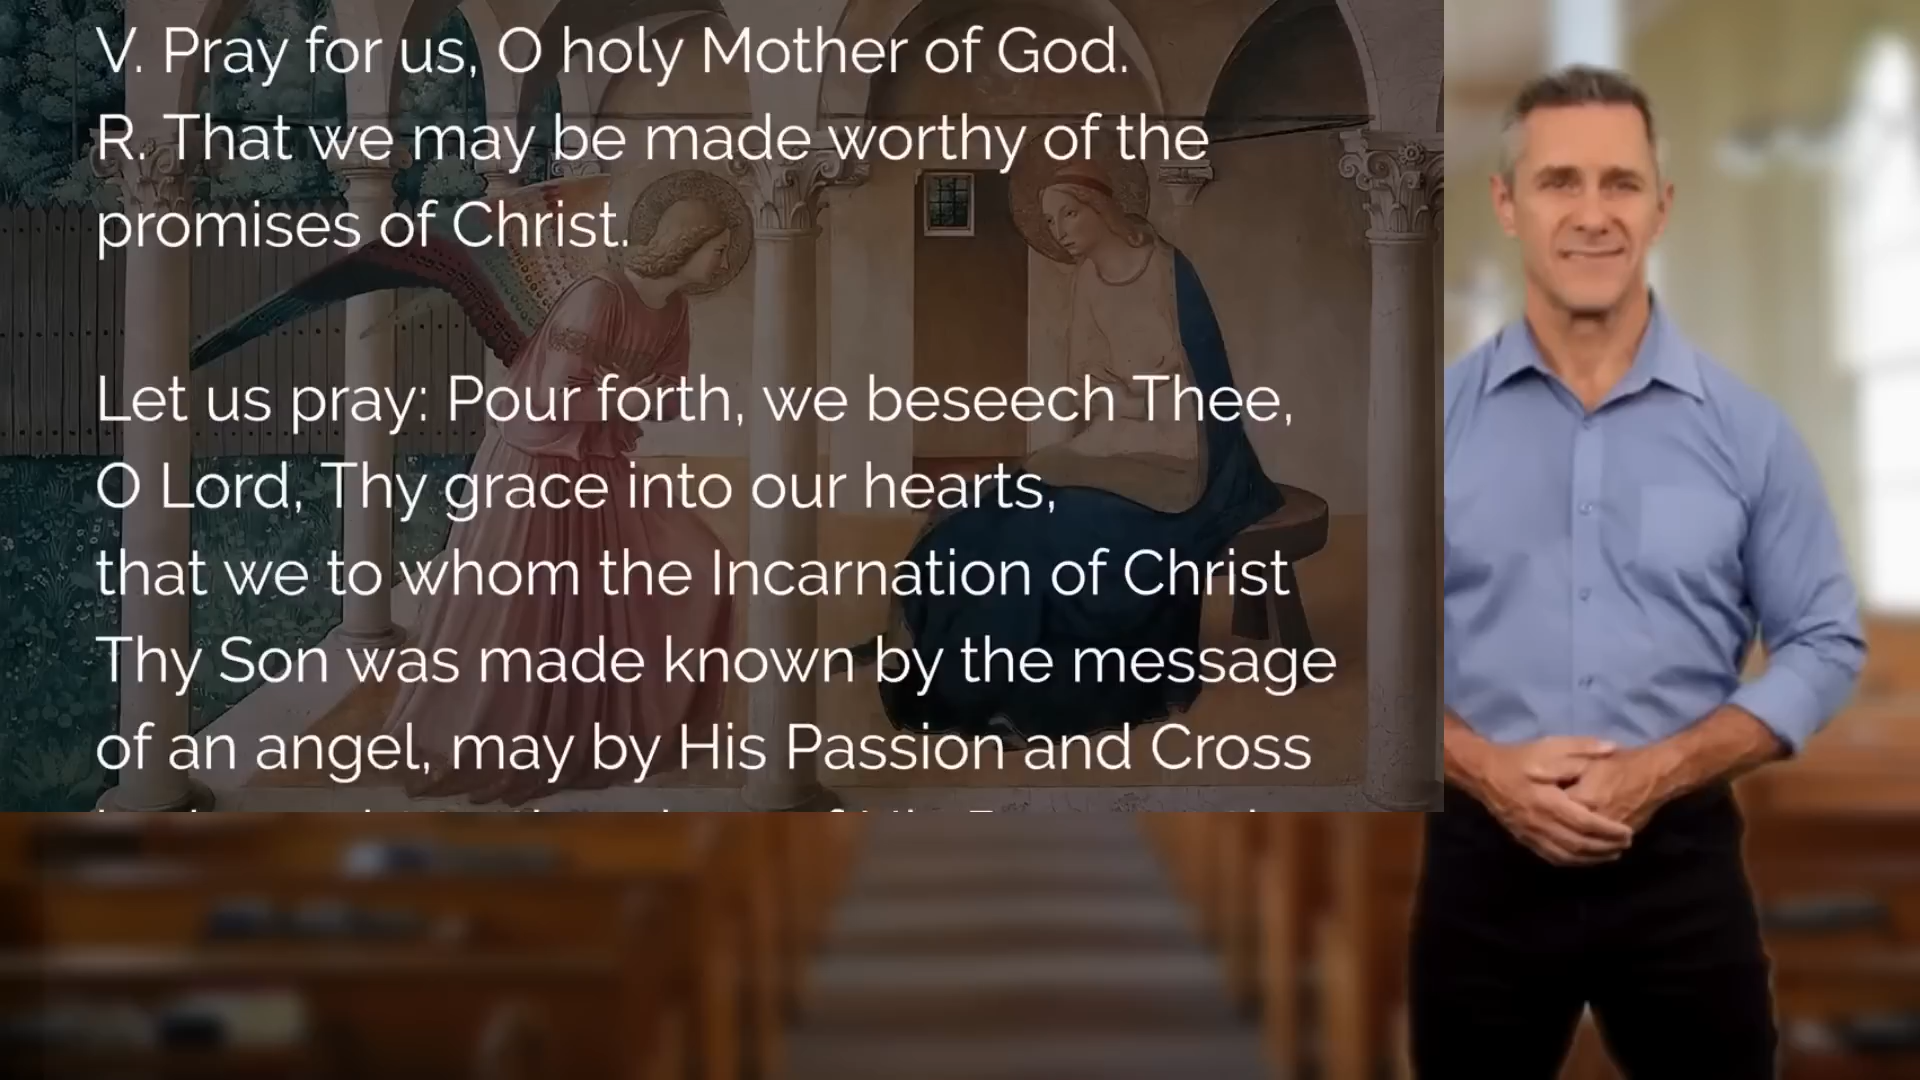 V. Pray for us, O holy Mother of God.
R. That we may be made worthy of the
promises of Christ.
Let us pray: Pour forth, we beseech Thee,
O Lord, Thy grace into our hearts,
that we to whom the Incarnation of Christ
Thy Son was made known by the message
of an angel, may by His Passion and Cross